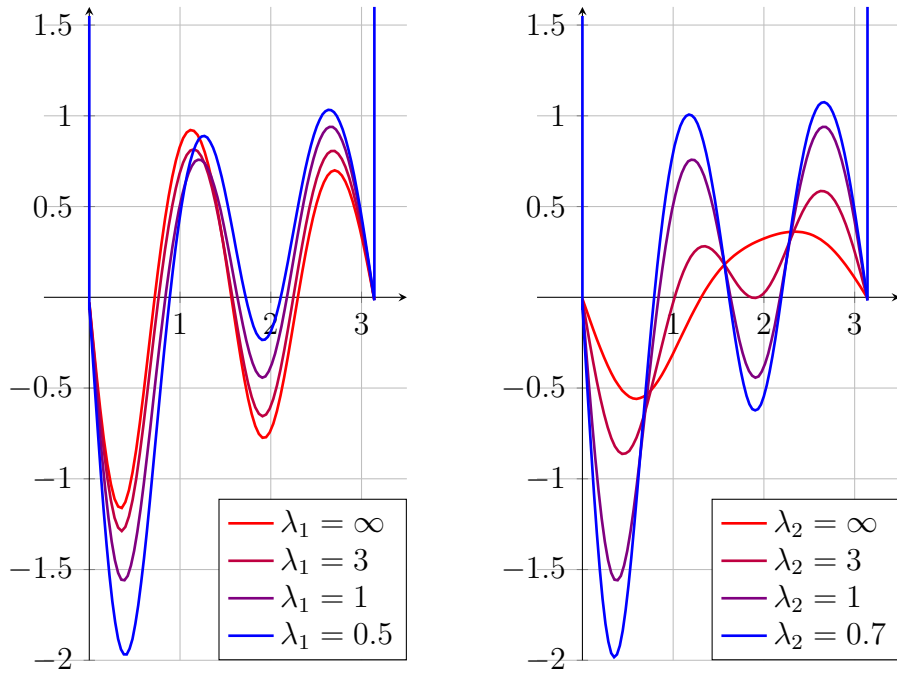 1.5
1
0.5
−0.5
−1
−1.5
−2
1
2
3
λ₁ = ∞
λ₁ = 3
λ₁ = 1
λ₁ = 0.5
1.5
1
0.5
−0.5
−1
−1.5
−2
1
2
3
λ₂ = ∞
λ₂ = 3
λ₂ = 1
λ₂ = 0.7